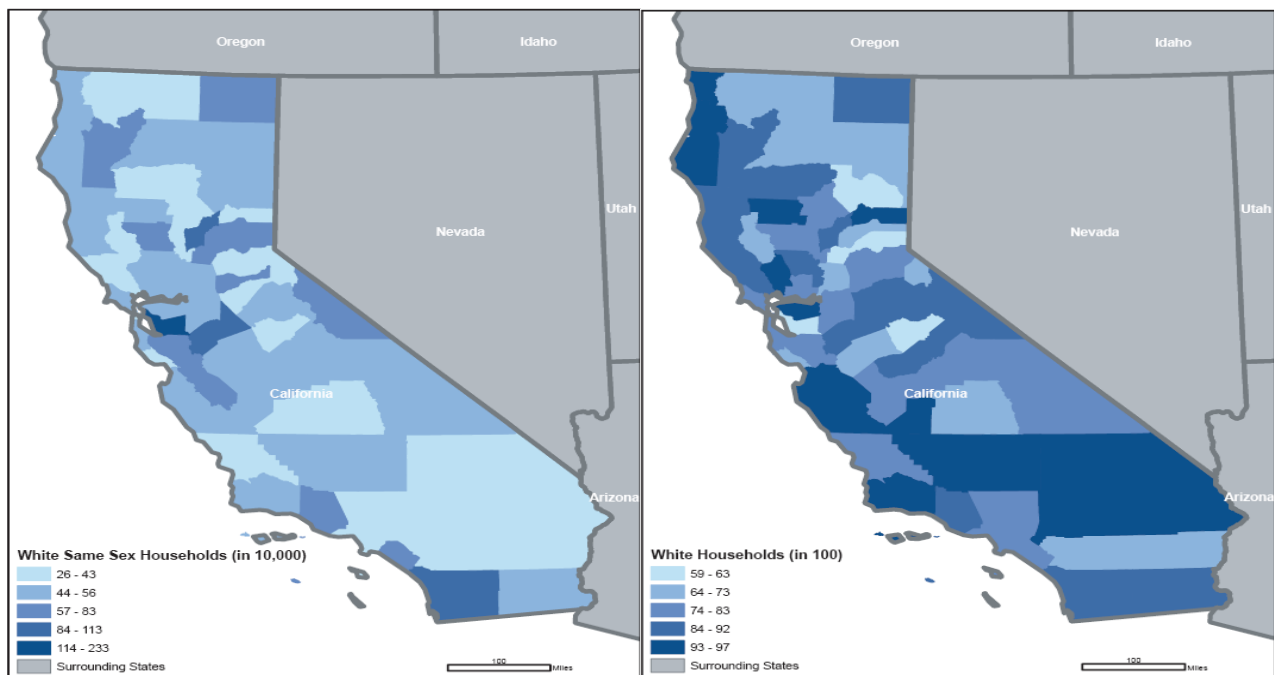 Oregon
Idaho
Nevada
Utah
California
Arizona
White Same Sex Households (in 10,000)
26 - 43
44 - 56
57 - 83
84 - 113
114 - 233
Surrounding States
100
Miles
Oregon
Idaho
Nevada
Utah
California
Arizona
White Households (in 100)
59 - 63
64 - 73
74 - 83
84 - 92
93 - 97
Surrounding States
100
Miles